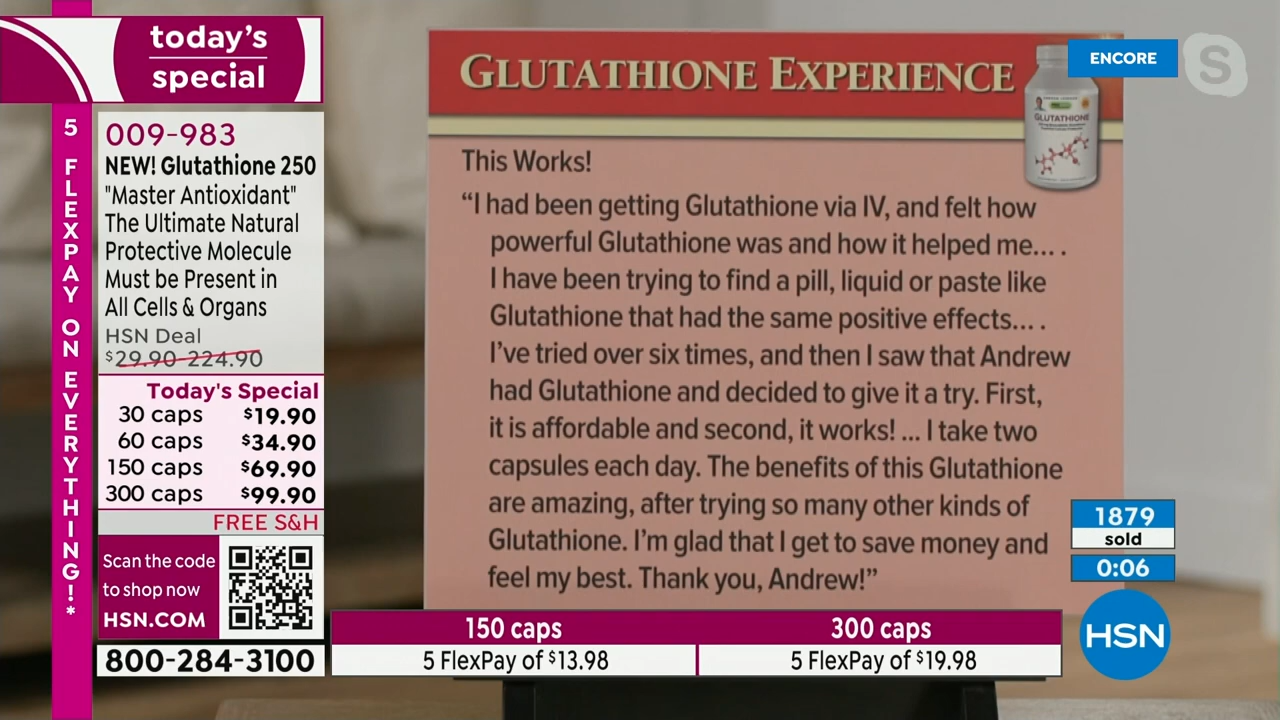 today's
special
5 FLEXPAY ON EVERYTHING!*
009-983
NEW! Glutathione 250
"Master Antioxidant"
The Ultimate Natural
Protective Molecule
Must be Present in
All Cells & Organs
HSN Deal
$29.90-224.90
Today's Special
30 caps $19.90
60 caps $34.90
150 caps $69.90
300 caps $99.90
FREE S&H
Scan the code
to shop now
HSN.COM
800-284-3100
GLUTATHIONE EXPERIENCE
GLUTATHIONE
ENCORE
S
This Works!
“I had been getting Glutathione via IV, and felt how
powerful Glutathione was and how it helped me... .
I have been trying to find a pill, liquid or paste like
Glutathione that had the same positive effects... .
I've tried over six times, and then I saw that Andrew
had Glutathione and decided to give it a try. First,
it is affordable and second, it works! ... I take two
capsules each day. The benefits of this Glutathione
are amazing, after trying so many other kinds of
Glutathione. I'm glad that I get to save money and
feel my best. Thank you, Andrew!”
1879
sold
0:06
HSN
150 caps 300 caps
5 FlexPay of $13.98 5 FlexPay of $19.98